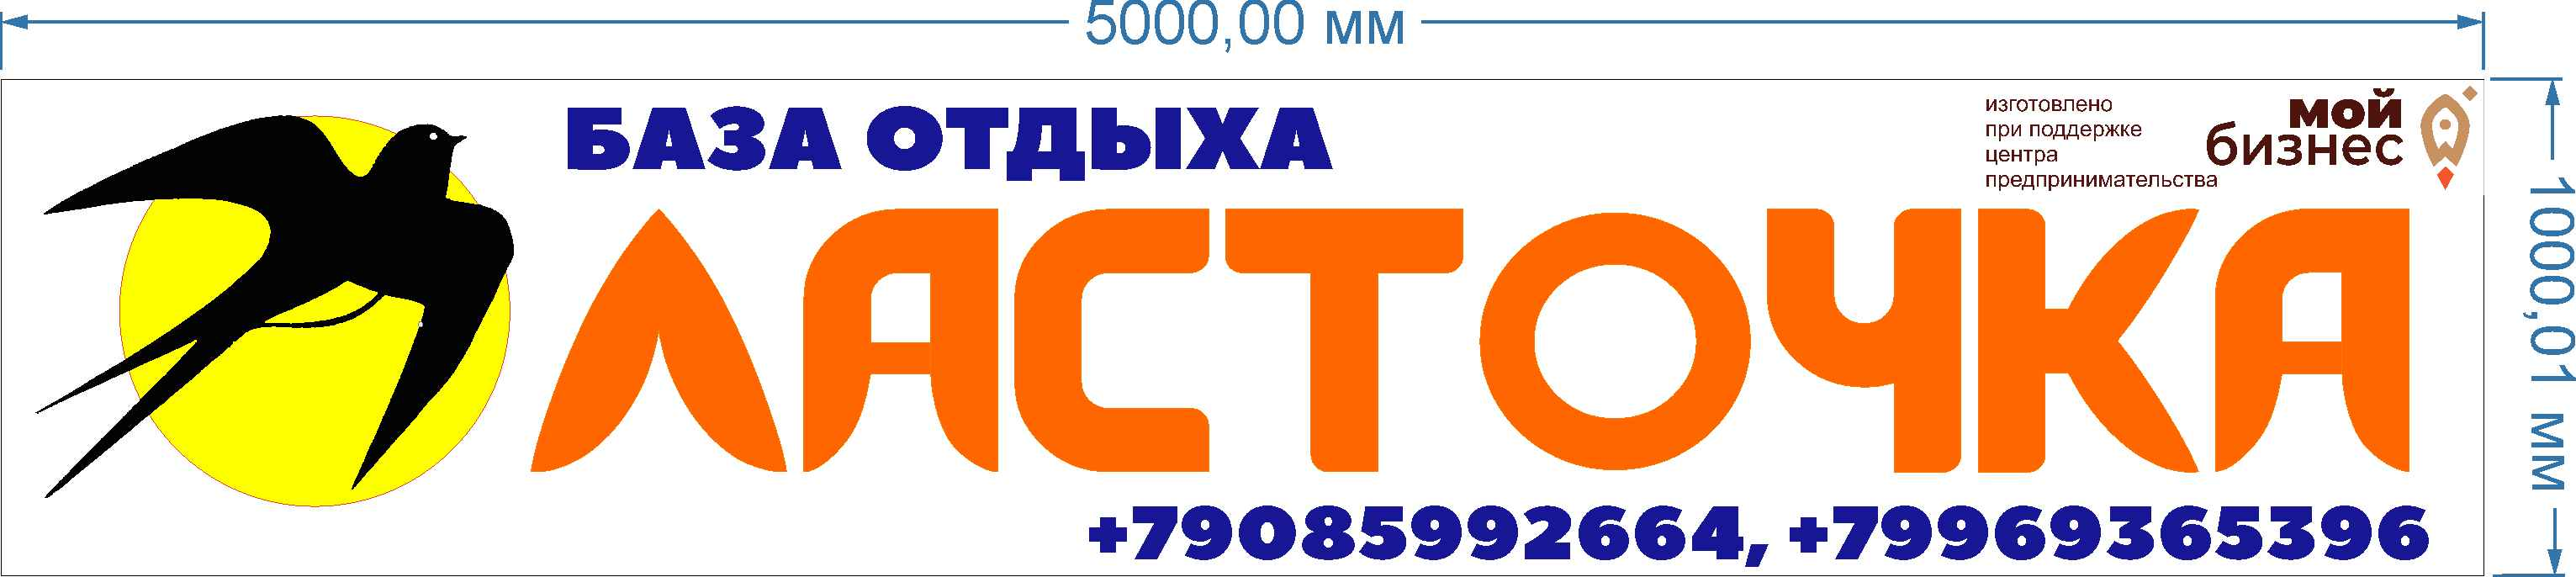 5000,00 мм
БАЗА ОТДЫХА
изготовлено
при поддержке
центра
предпринимательства
мой
бизнес
1000,01 мм
ЛАСТОЧКА
+79085992664, +79969365396